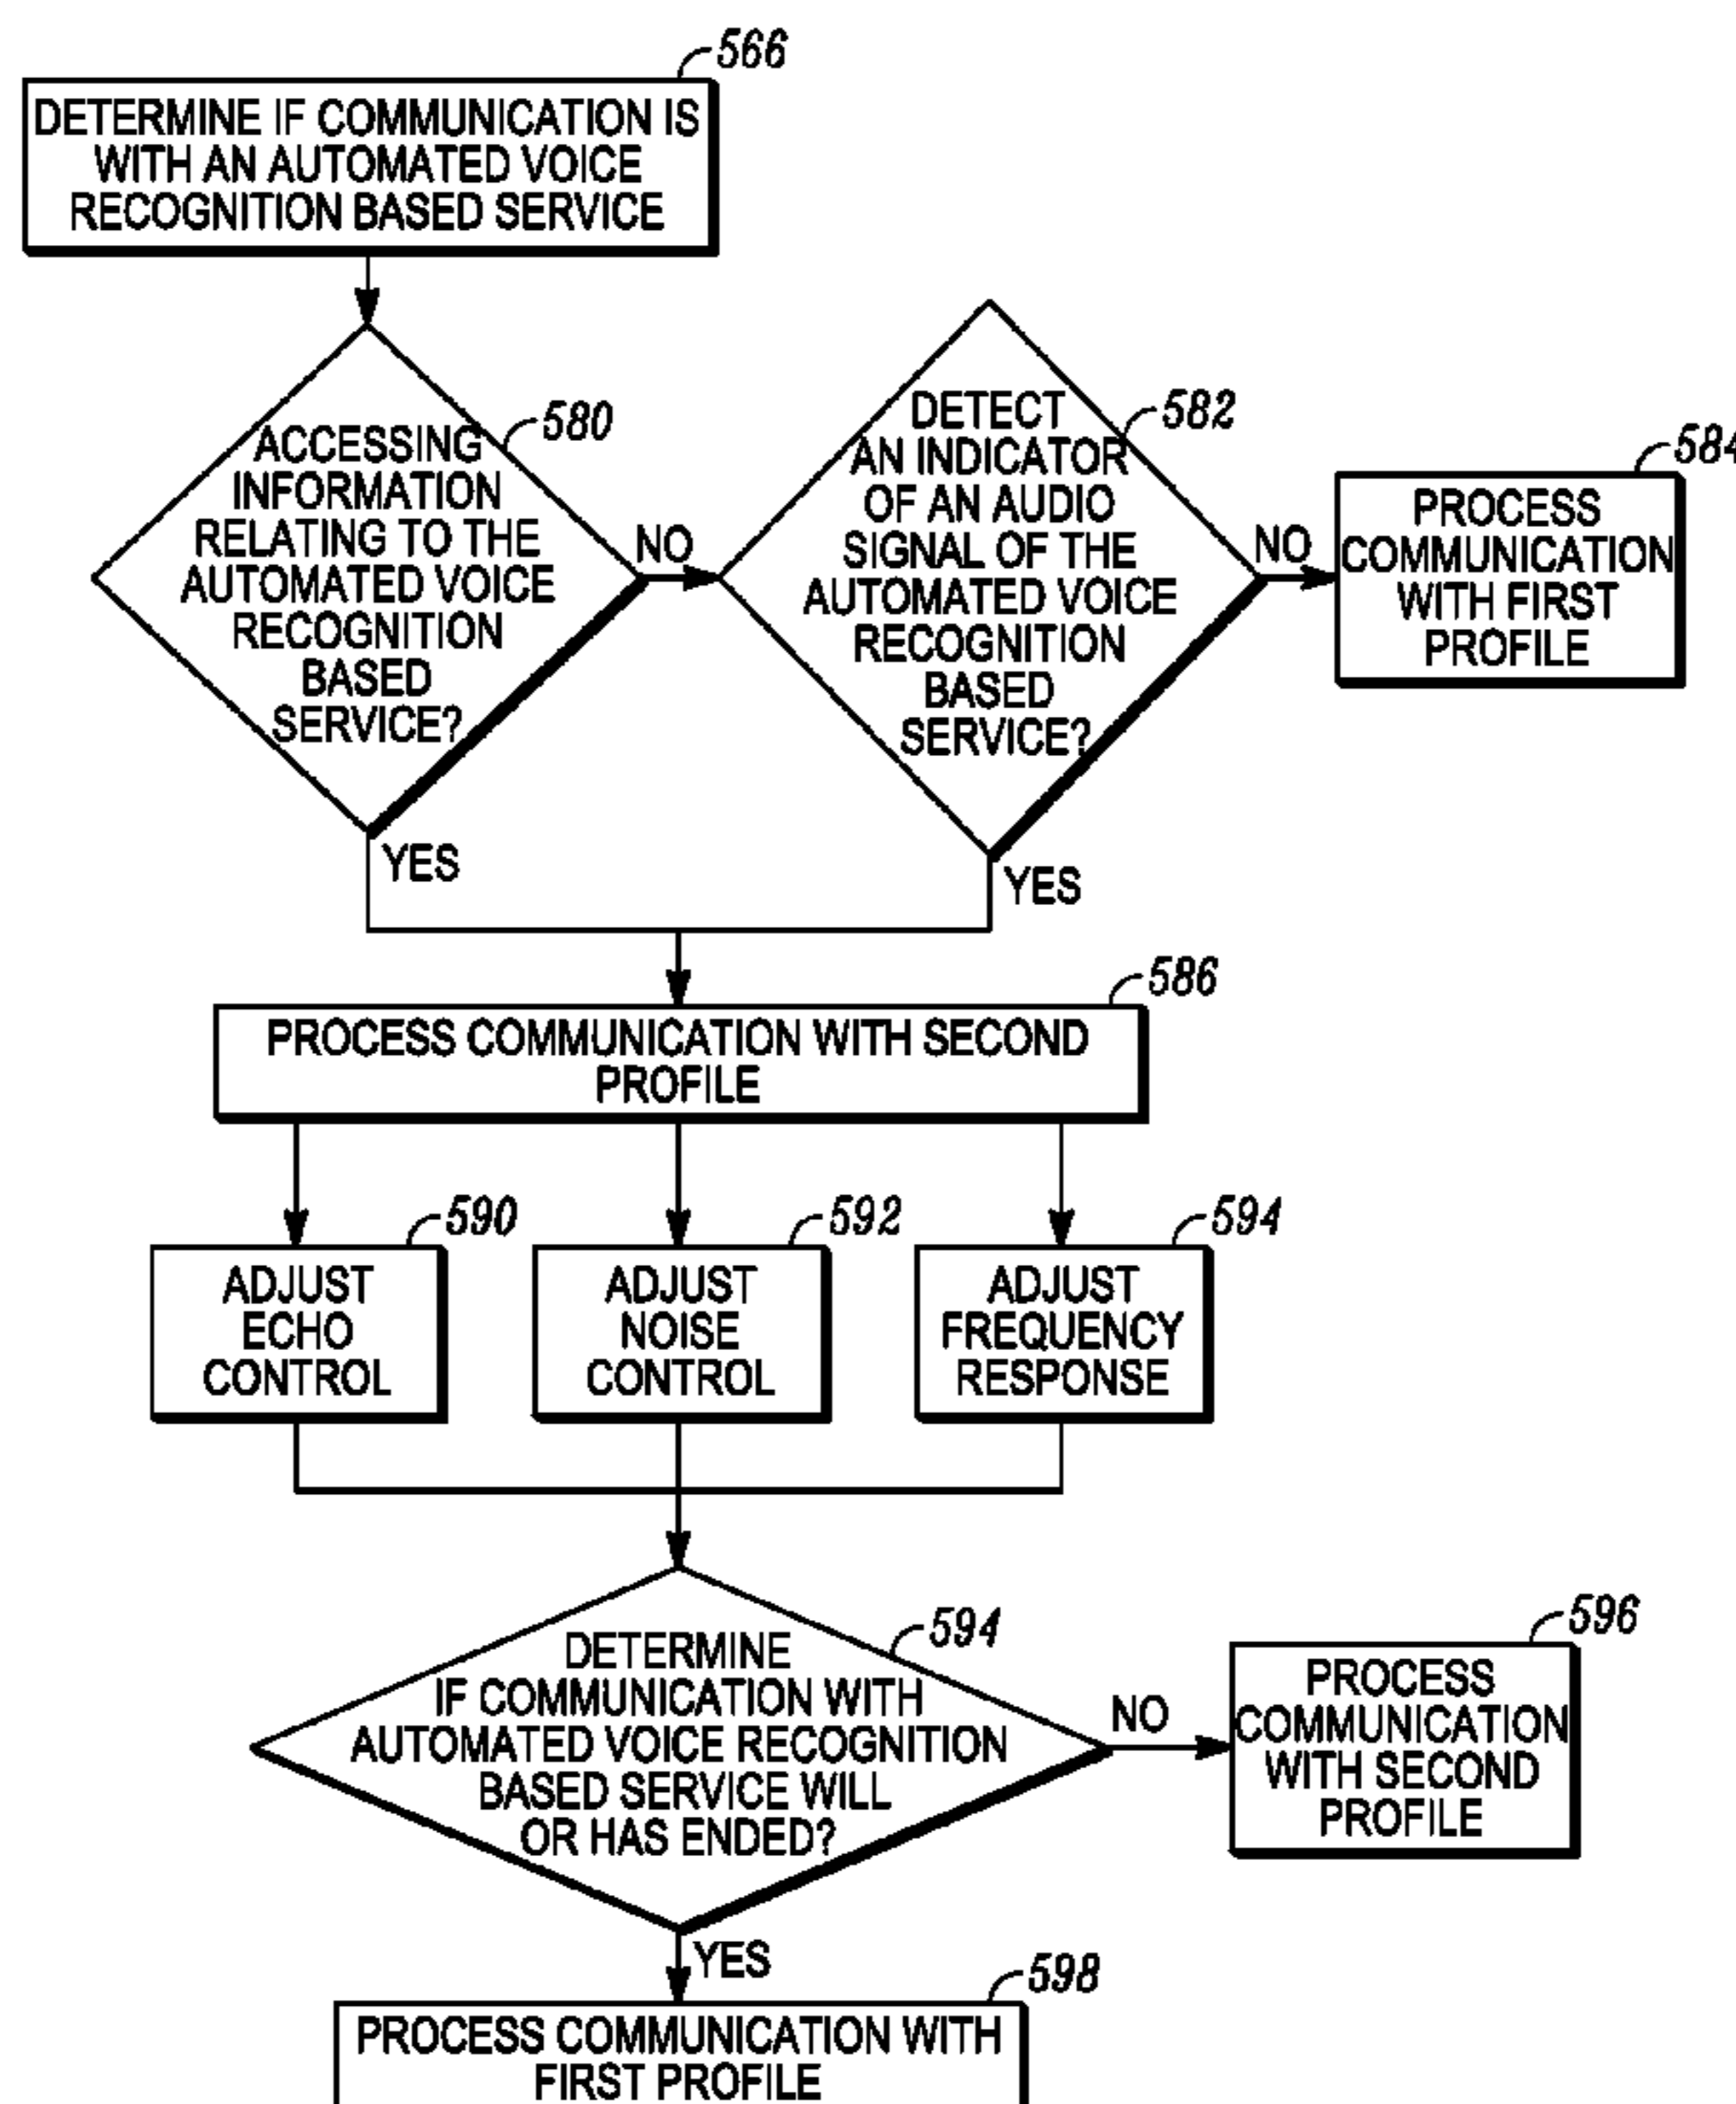 566
DETERMINE IF COMMUNICATION IS
WITH AN AUTOMATED VOICE
RECOGNITION BASED SERVICE
580
ACCESSING
INFORMATION
RELATING TO THE
AUTOMATED VOICE
RECOGNITION
BASED
SERVICE?
NO
YES
582
DETECT
AN INDICATOR
OF AN AUDIO
SIGNAL OF THE
AUTOMATED VOICE
RECOGNITION
BASED
SERVICE?
NO
YES
584
PROCESS
COMMUNICATION
WITH FIRST
PROFILE
586
PROCESS COMMUNICATION WITH SECOND
PROFILE
590
ADJUST
ECHO
CONTROL
592
ADJUST
NOISE
CONTROL
594
ADJUST
FREQUENCY
RESPONSE
594
DETERMINE
IF COMMUNICATION WITH
AUTOMATED VOICE RECOGNITION
BASED SERVICE WILL
OR HAS ENDED?
NO
YES
596
PROCESS
COMMUNICATION
WITH SECOND
PROFILE
598
PROCESS COMMUNICATION WITH
FIRST PROFILE